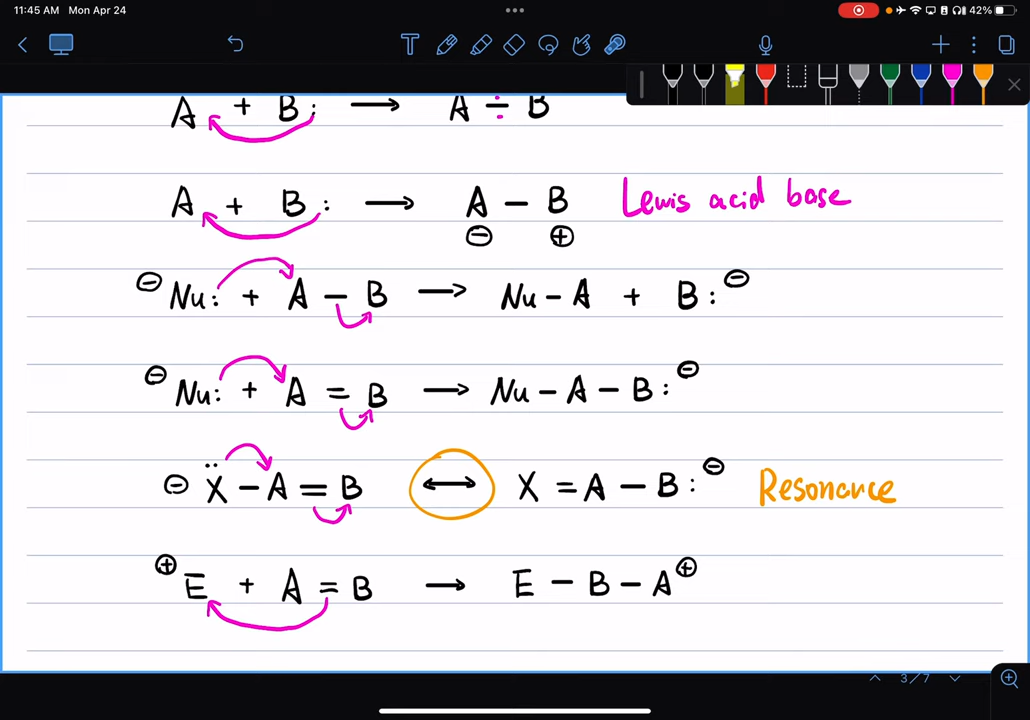 11:45 AM Mon Apr 24 42%
T
A + B: → A ÷ B
A + B: → A − B Lewis acid base
⊖ ⊕
⊖ Nu: + A − B → Nu − A + B: ⊖
⊖ Nu: + A = B → Nu − A − B: ⊖
⊖ Ẍ − A = B ↔ X = A − B: ⊖ Resonance
⊕ E + A = B → E − B − A ⊕
3/7